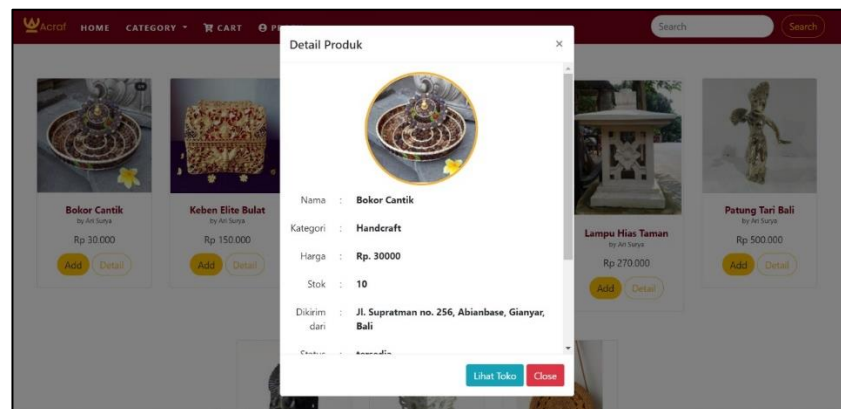 Acraf HOME CATEGORY CART Search Search
Detail Produk ×
Nama : Bokor Cantik
Kategori : Handcraft
Harga : Rp. 30000
Stok : 10
Dikirim dari : Jl. Supratman no. 256, Abianbase, Gianyar, Bali
Status : tersedia
Lihat Toko Close
Bokor Cantik
by Ari Surya
Rp 30.000
Add Detail
Keben Elite Bulat
by Ari Surya
Rp 150.000
Add Detail
Lampu Hias Taman
by Ari Surya
Rp 270.000
Add Detail
Patung Tari Bali
by Ari Surya
Rp 500.000
Add Detail